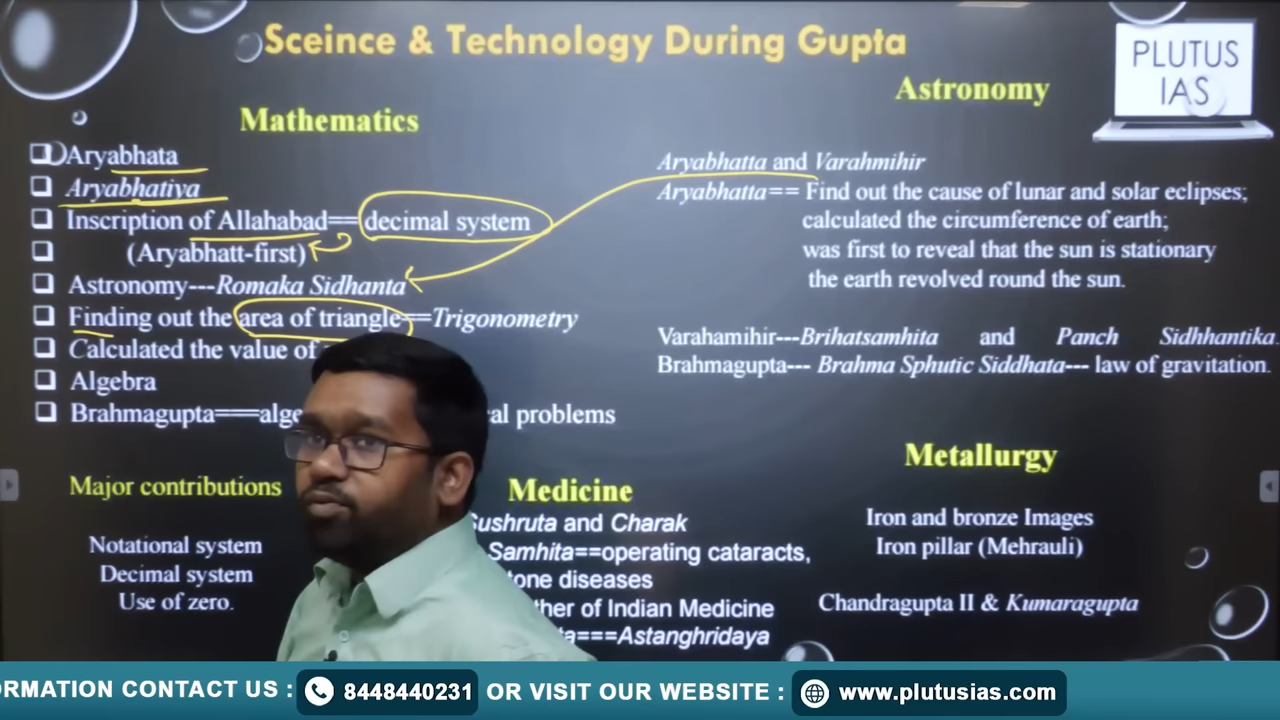 Sceince & Technology During Gupta
PLUTUS
IAS
Mathematics
Aryabhata
Aryabhatiya
Inscription of Allahabad== decimal system
(Aryabhatt-first)
Astronomy---Romaka Sidhanta
Finding out the area of triangle==Trigonometry
Calculated the value of
Algebra
Brahmagupta===alge al problems
Astronomy
Aryabhatta and Varahmihir
Aryabhatta== Find out the cause of lunar and solar eclipses;
calculated the circumference of earth;
was first to reveal that the sun is stationary
the earth revolved round the sun.
Varahamihir---Brihatsamhita and Panch Sidhhantika.
Brahmagupta--- Brahma Sphutic Siddhata--- law of gravitation.
Major contributions
Notational system
Decimal system
Use of zero.
Medicine
Sushruta and Charak
Samhita==operating cataracts,
tone diseases
ther of Indian Medicine
ta===Astanghridaya
Metallurgy
Iron and bronze Images
Iron pillar (Mehrauli)
Chandragupta II & Kumaragupta
ORMATION CONTACT US : 8448440231 OR VISIT OUR WEBSITE : www.plutusias.com